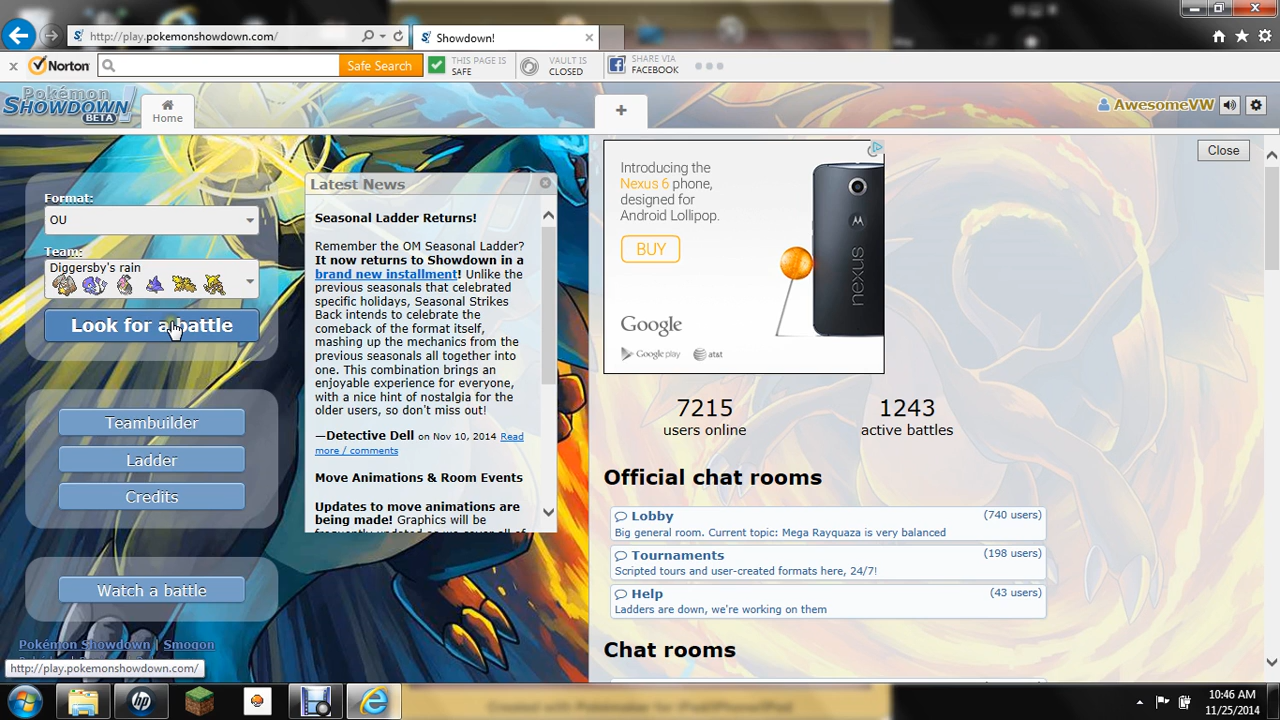 http://play.pokemonshowdown.com/
Showdown!
Norton
Safe Search
THIS PAGE IS
SAFE
VAULT IS
CLOSED
SHARE VIA
FACEBOOK
Pokémon
SHOWDOWN!
BETA
Home
AwesomeVW
Format:
OU
Team:
Diggersby's rain
Look for a battle
Teambuilder
Ladder
Credits
Watch a battle
Pokémon Showdown | Smogon
http://play.pokemonshowdown.com/
Latest News
Seasonal Ladder Returns!
Remember the OM Seasonal Ladder?
It now returns to Showdown in a
brand new installment! Unlike the
previous seasonals that celebrated
specific holidays, Seasonal Strikes
Back intends to celebrate the
comeback of the format itself,
mashing up the mechanics from the
previous seasonals all together into
one. This combination brings an
enjoyable experience for everyone,
with a nice hint of nostalgia for the
older users, so don't miss out!
—Detective Dell on Nov 10, 2014 Read
more / comments
Move Animations & Room Events
Updates to move animations are
being made! Graphics will be
Close
Introducing the
Nexus 6 phone,
designed for
Android Lollipop.
BUY
nexus
Google
Google play
at&t
7215
users online
1243
active battles
Official chat rooms
Lobby
(740 users)
Big general room. Current topic: Mega Rayquaza is very balanced
Tournaments
(198 users)
Scripted tours and user-created formats here, 24/7!
Help
(43 users)
Ladders are down, we're working on them
Chat rooms
10:46 AM
11/25/2014